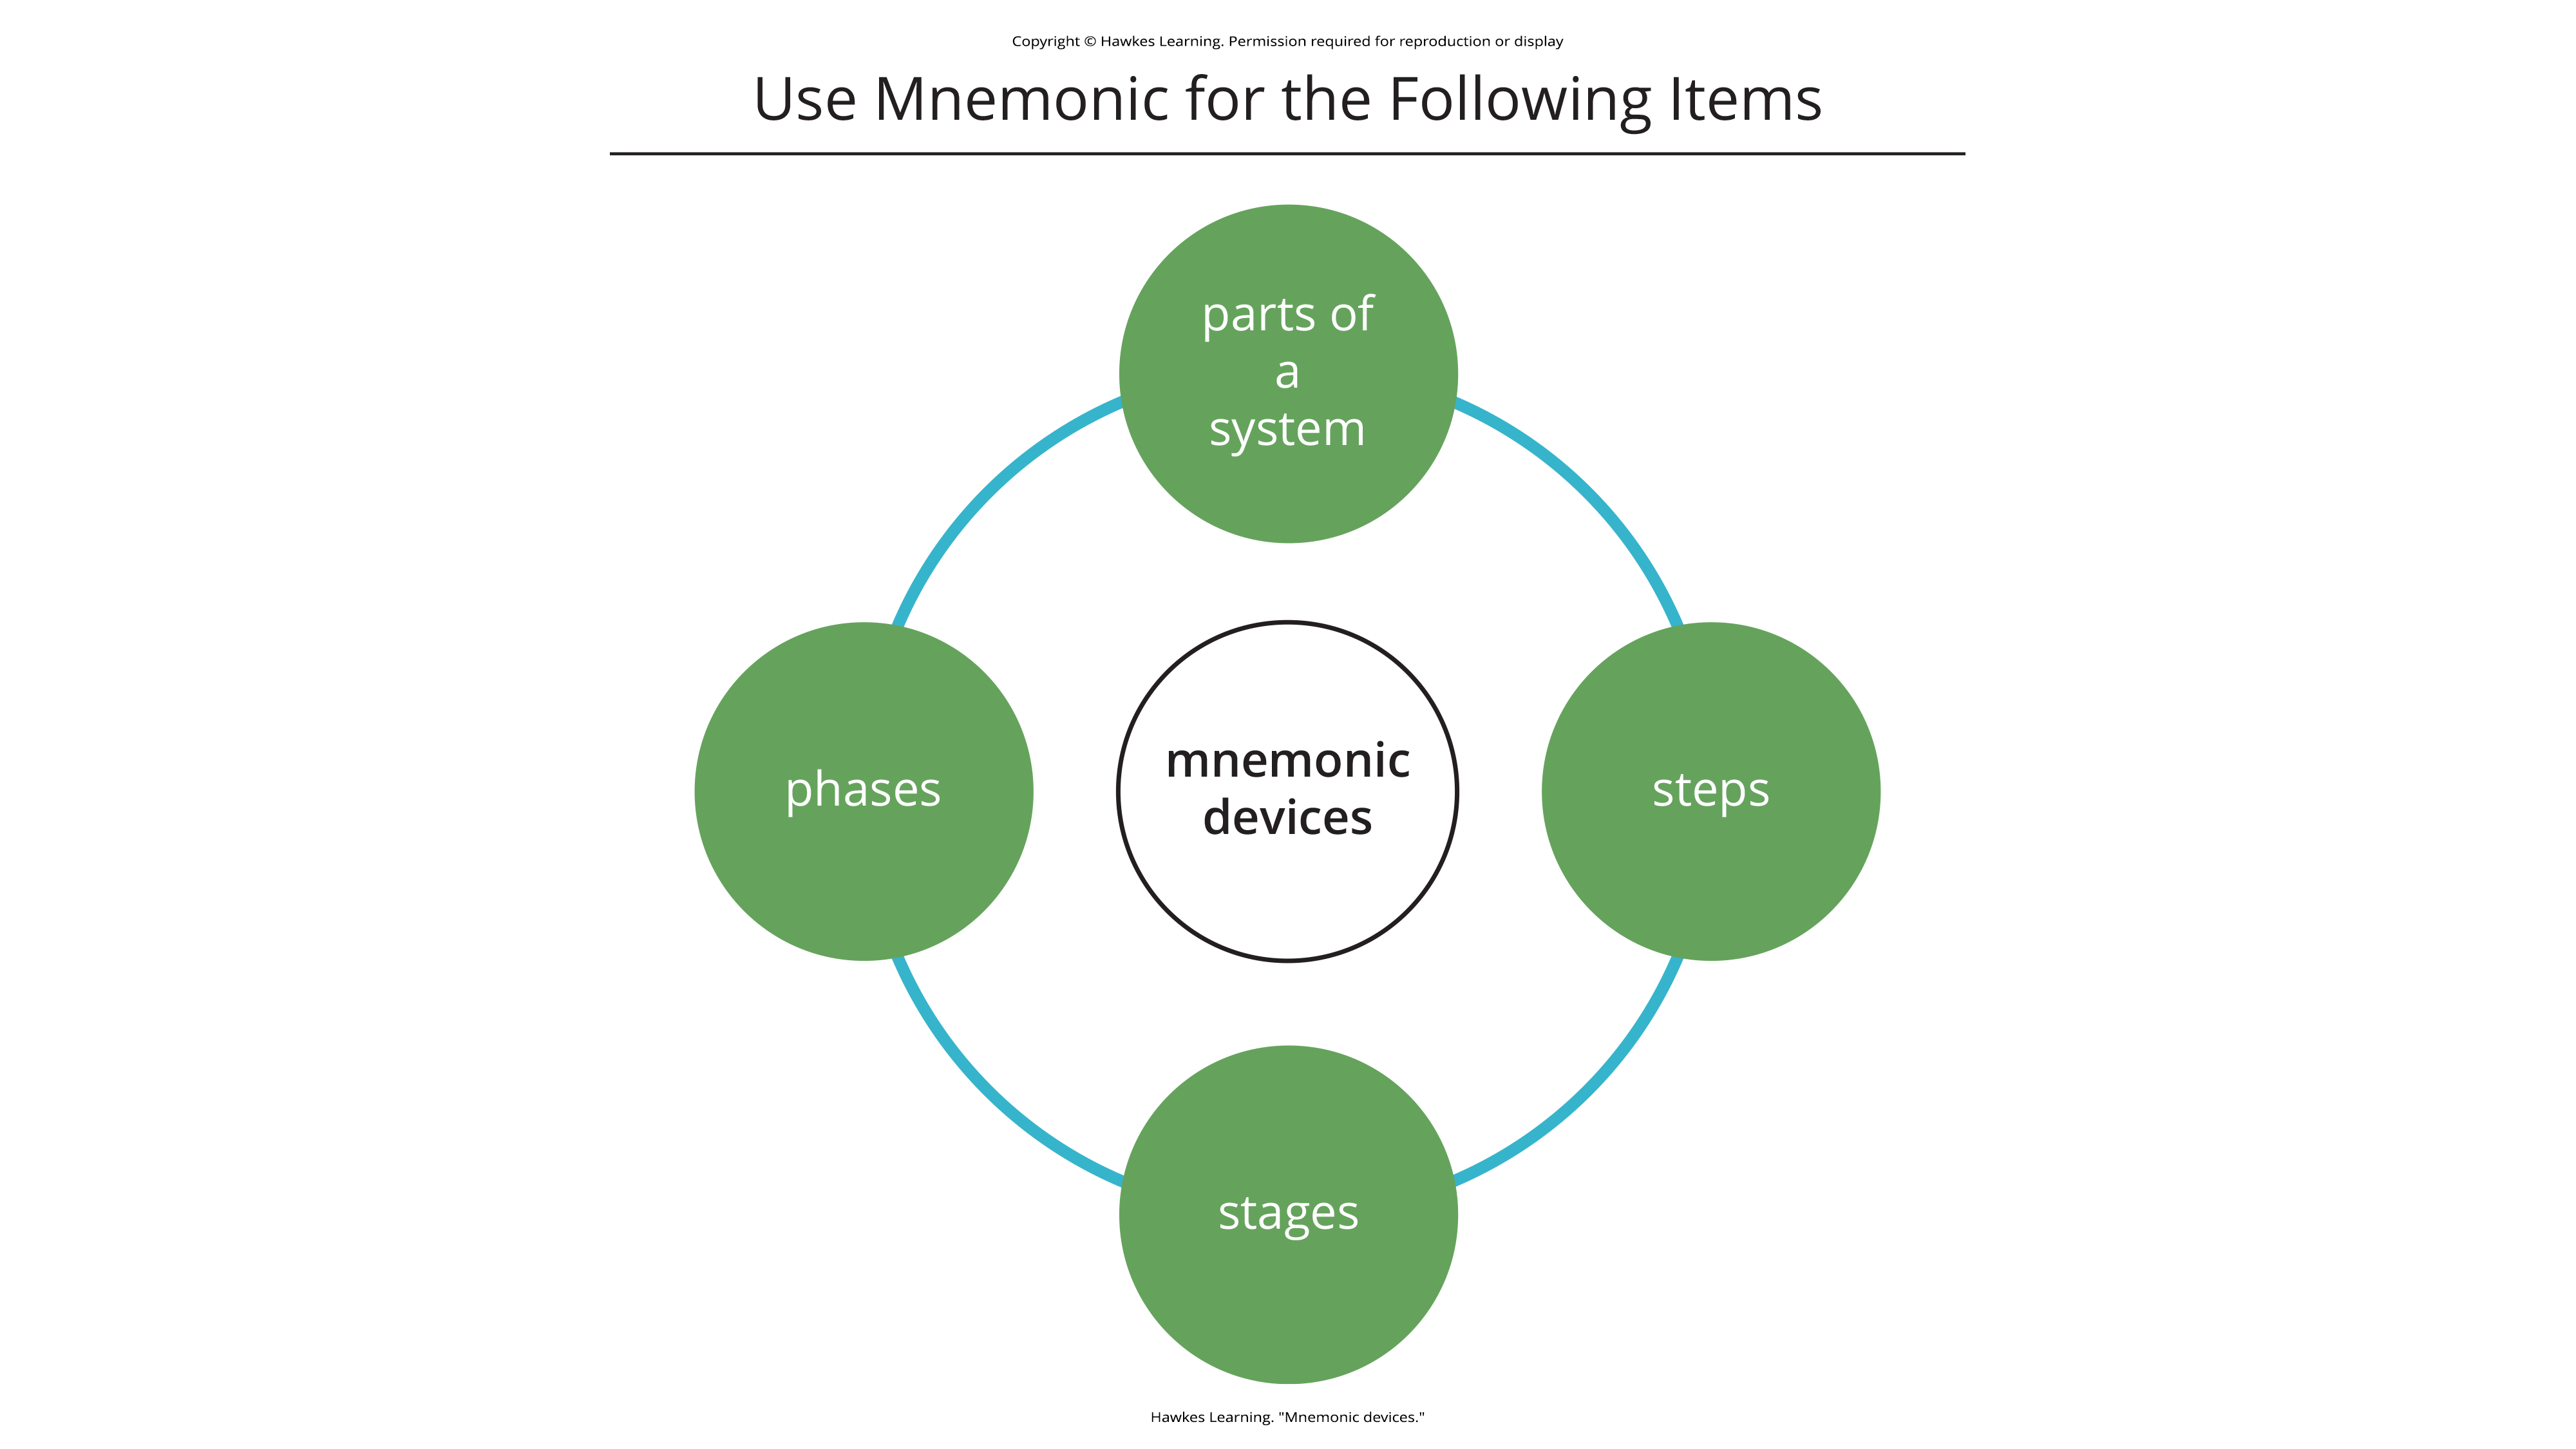 Copyright © Hawkes Learning. Permission required for reproduction or display
Use Mnemonic for the Following Items
parts of
a
system
phases
mnemonic
devices
steps
stages
Hawkes Learning. "Mnemonic devices."